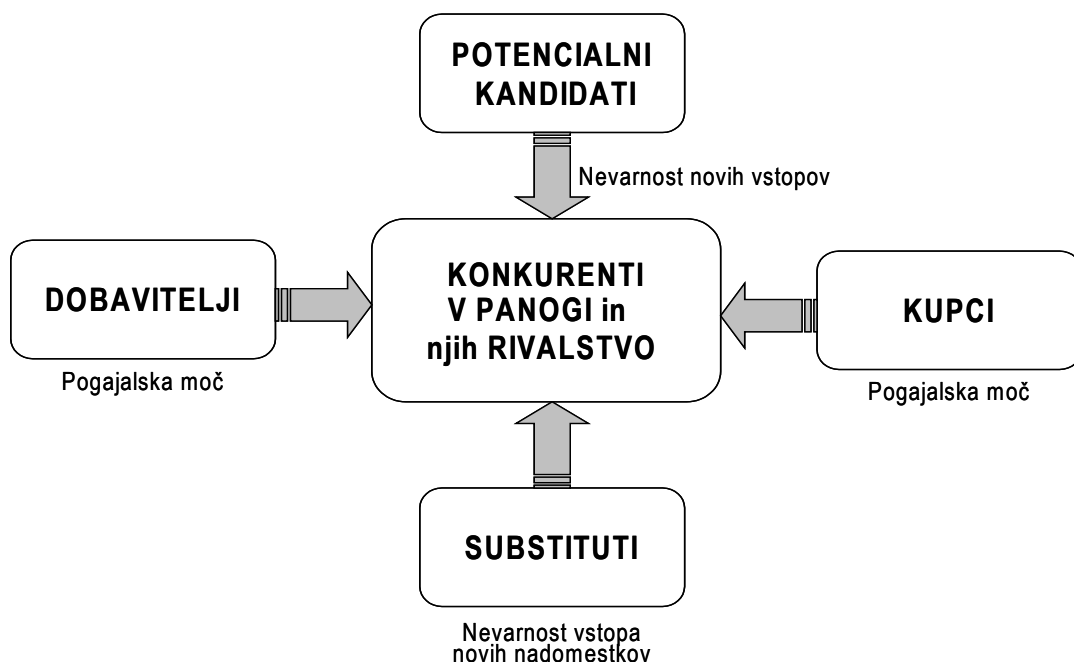 POTENCIALNI
KANDIDATI
Nevarnost novih vstopov
DOBAVITELJI
Pogajalska moč
KONKURENTI
V PANOGI in
njih RIVALSTVO
KUPCI
Pogajalska moč
SUBSTITUTI
Nevarnost vstopa
novih nadomestkov